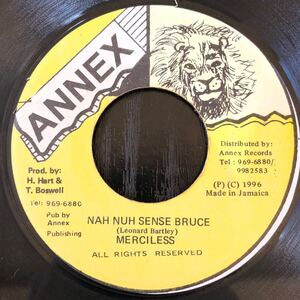 ANNEX
Prod. by:
H. Hart &
T. Boswell
Tel: 969-6880
Pub by
Annex
Publishing
Distributed by:
Annex Records
Tel : 969-6880/
9982583
(P) (C) 1996
Made in Jamaica
NAH NUH SENSE BRUCE
(Leonard Bartley)
MERCILESS
ALL RIGHTS RESERVED